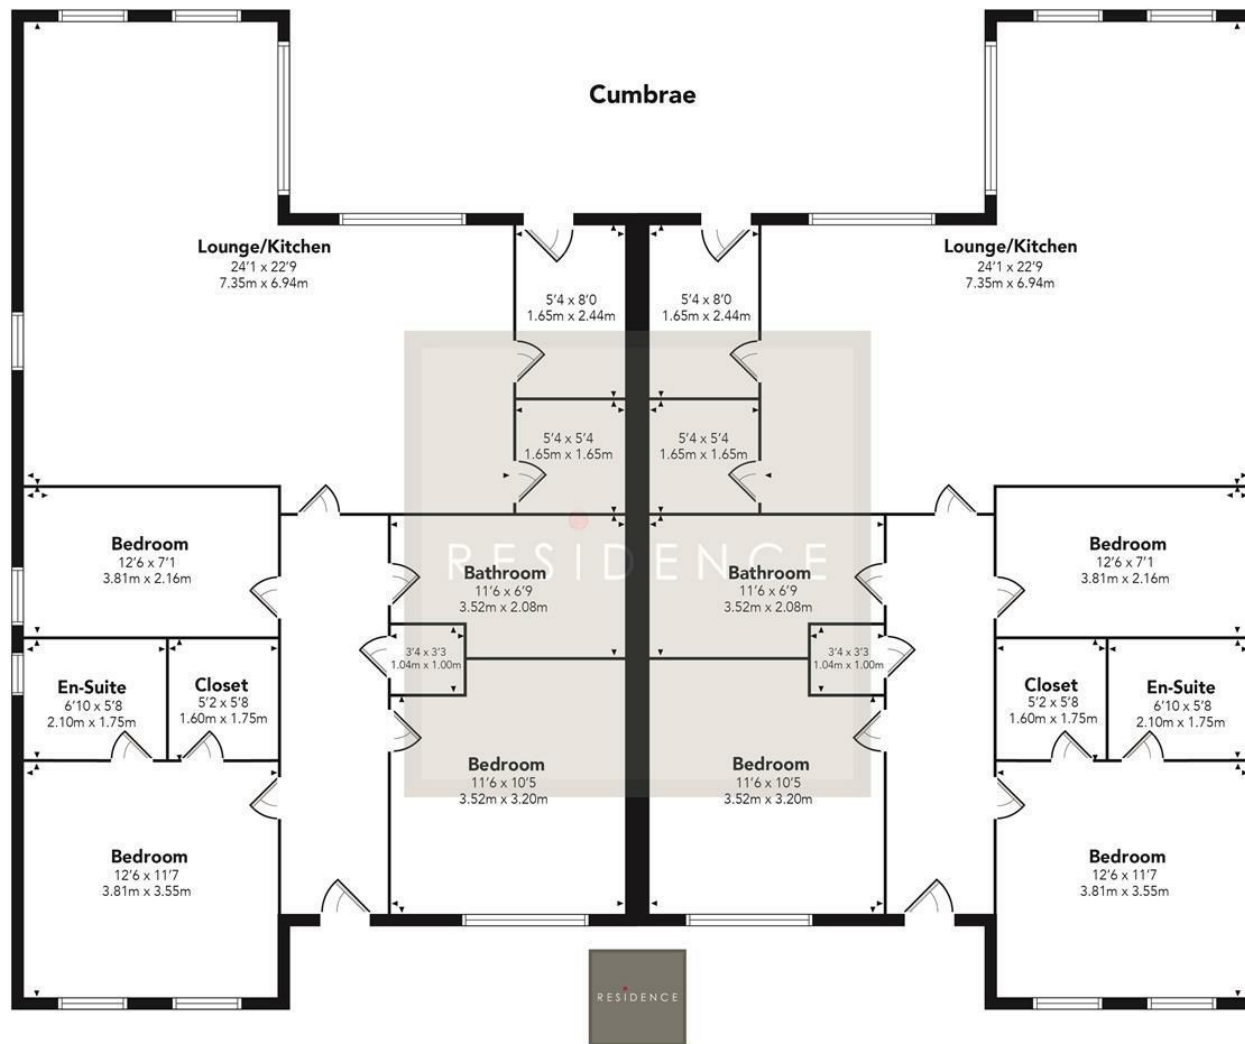 Cumbrae
Lounge/Kitchen
24'1 x 22'9
7.35m x 6.94m
Lounge/Kitchen
24'1 x 22'9
7.35m x 6.94m
5'4 x 8'0
1.65m x 2.44m
5'4 x 8'0
1.65m x 2.44m
5'4 x 5'4
1.65m x 1.65m
5'4 x 5'4
1.65m x 1.65m
Bedroom
12'6 x 7'1
3.81m x 2.16m
RESIDENCE
Bathroom
11'6 x 6'9
3.52m x 2.08m
Bathroom
11'6 x 6'9
3.52m x 2.08m
Bedroom
12'6 x 7'1
3.81m x 2.16m
3'4 x 3'3
1.04m x 1.00m
3'4 x 3'3
1.04m x 1.00m
En-Suite
6'10 x 5'8
2.10m x 1.75m
Closet
5'2 x 5'8
1.60m x 1.75m
Closet
5'2 x 5'8
1.60m x 1.75m
En-Suite
6'10 x 5'8
2.10m x 1.75m
Bedroom
11'6 x 10'5
3.52m x 3.20m
Bedroom
11'6 x 10'5
3.52m x 3.20m
Bedroom
12'6 x 11'7
3.81m x 3.55m
Bedroom
12'6 x 11'7
3.81m x 3.55m
RESIDENCE